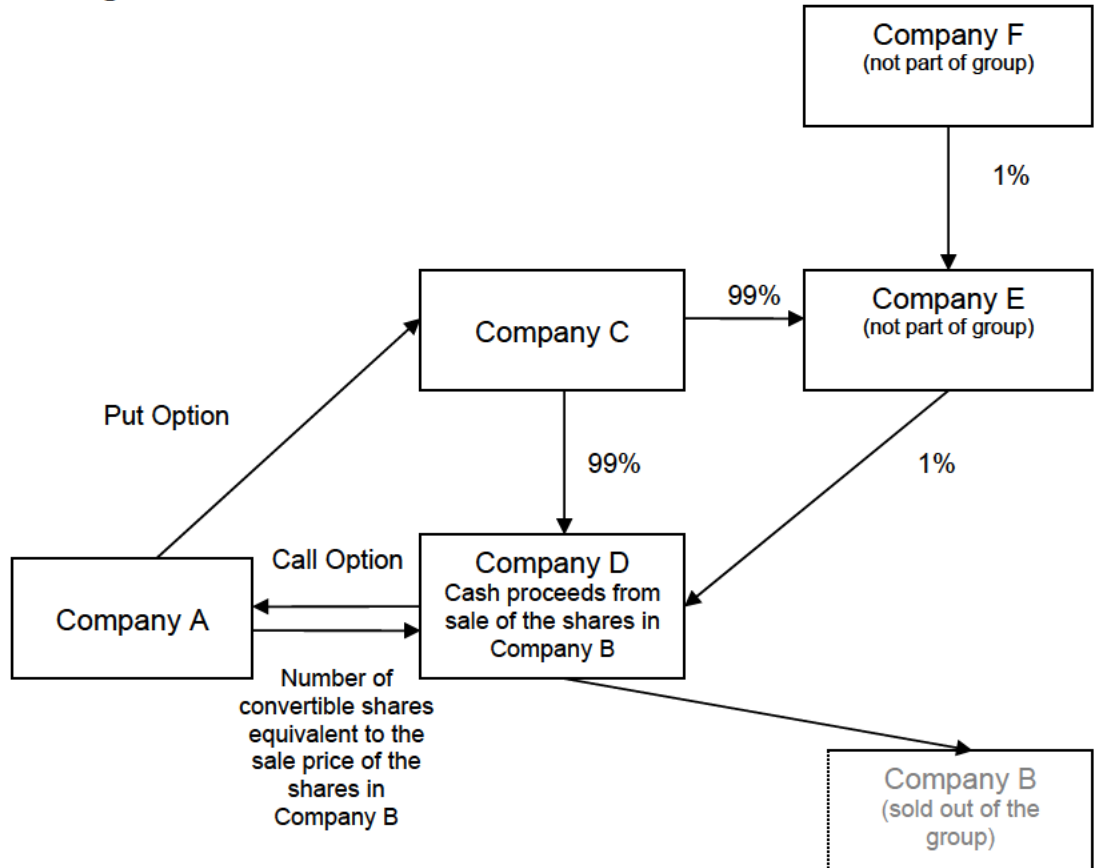 Company F
(not part of group)
1%
99%
Company E
(not part of group)
Company C
Put Option
99%
1%
Call Option
Company D
Cash proceeds from
sale of the shares in
Company B
Company A
Number of
convertible shares
equivalent to the
sale price of the
shares in
Company B
Company B
(sold out of the
group)